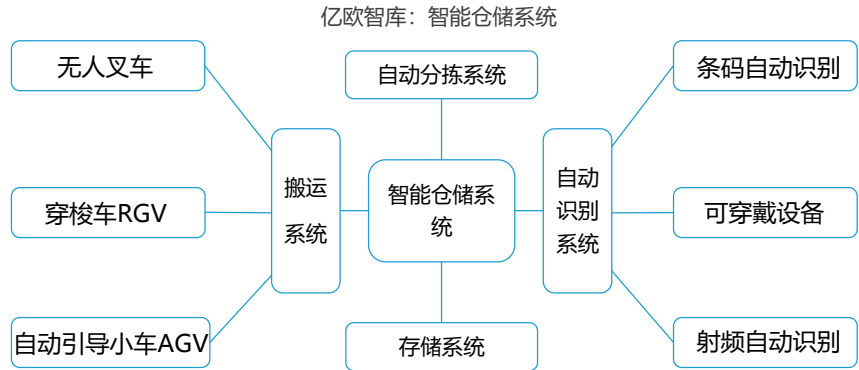 亿欧智库：智能仓储系统
无人叉车
自动分拣系统
条码自动识别
搬运
系统
智能仓储系
统
自动
识别
系统
穿梭车RGV
可穿戴设备
自动引导小车AGV
存储系统
射频自动识别